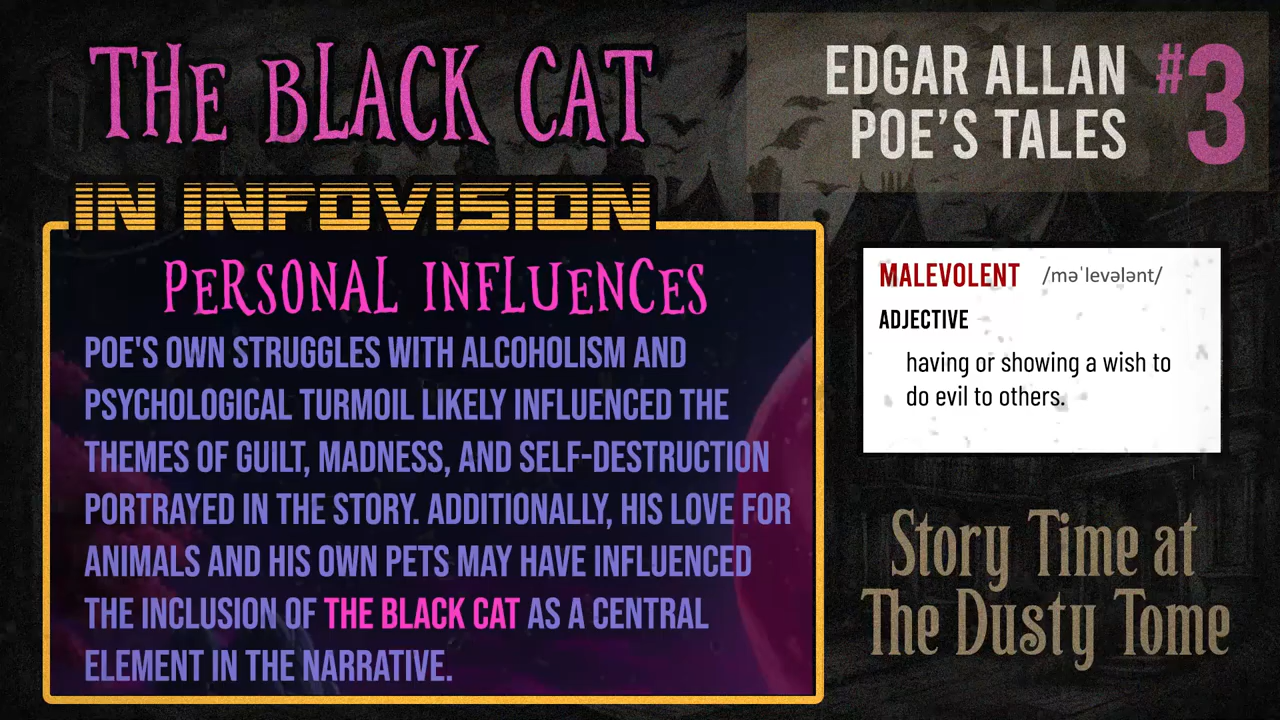 THE BLACK CAT
EDGAR ALLAN
POE'S TALES
#3
IN INFOVISION
PERSONAL INFLUENCES
POE'S OWN STRUGGLES WITH ALCOHOLISM AND
PSYCHOLOGICAL TURMOIL LIKELY INFLUENCED THE
THEMES OF GUILT, MADNESS, AND SELF-DESTRUCTION
PORTRAYED IN THE STORY. ADDITIONALLY, HIS LOVE FOR
ANIMALS AND HIS OWN PETS MAY HAVE INFLUENCED
THE INCLUSION OF THE BLACK CAT AS A CENTRAL
ELEMENT IN THE NARRATIVE.
MALEVOLENT /məˈlevələnt/
ADJECTIVE
having or showing a wish to
do evil to others.
Story Time at
The Dusty Tome